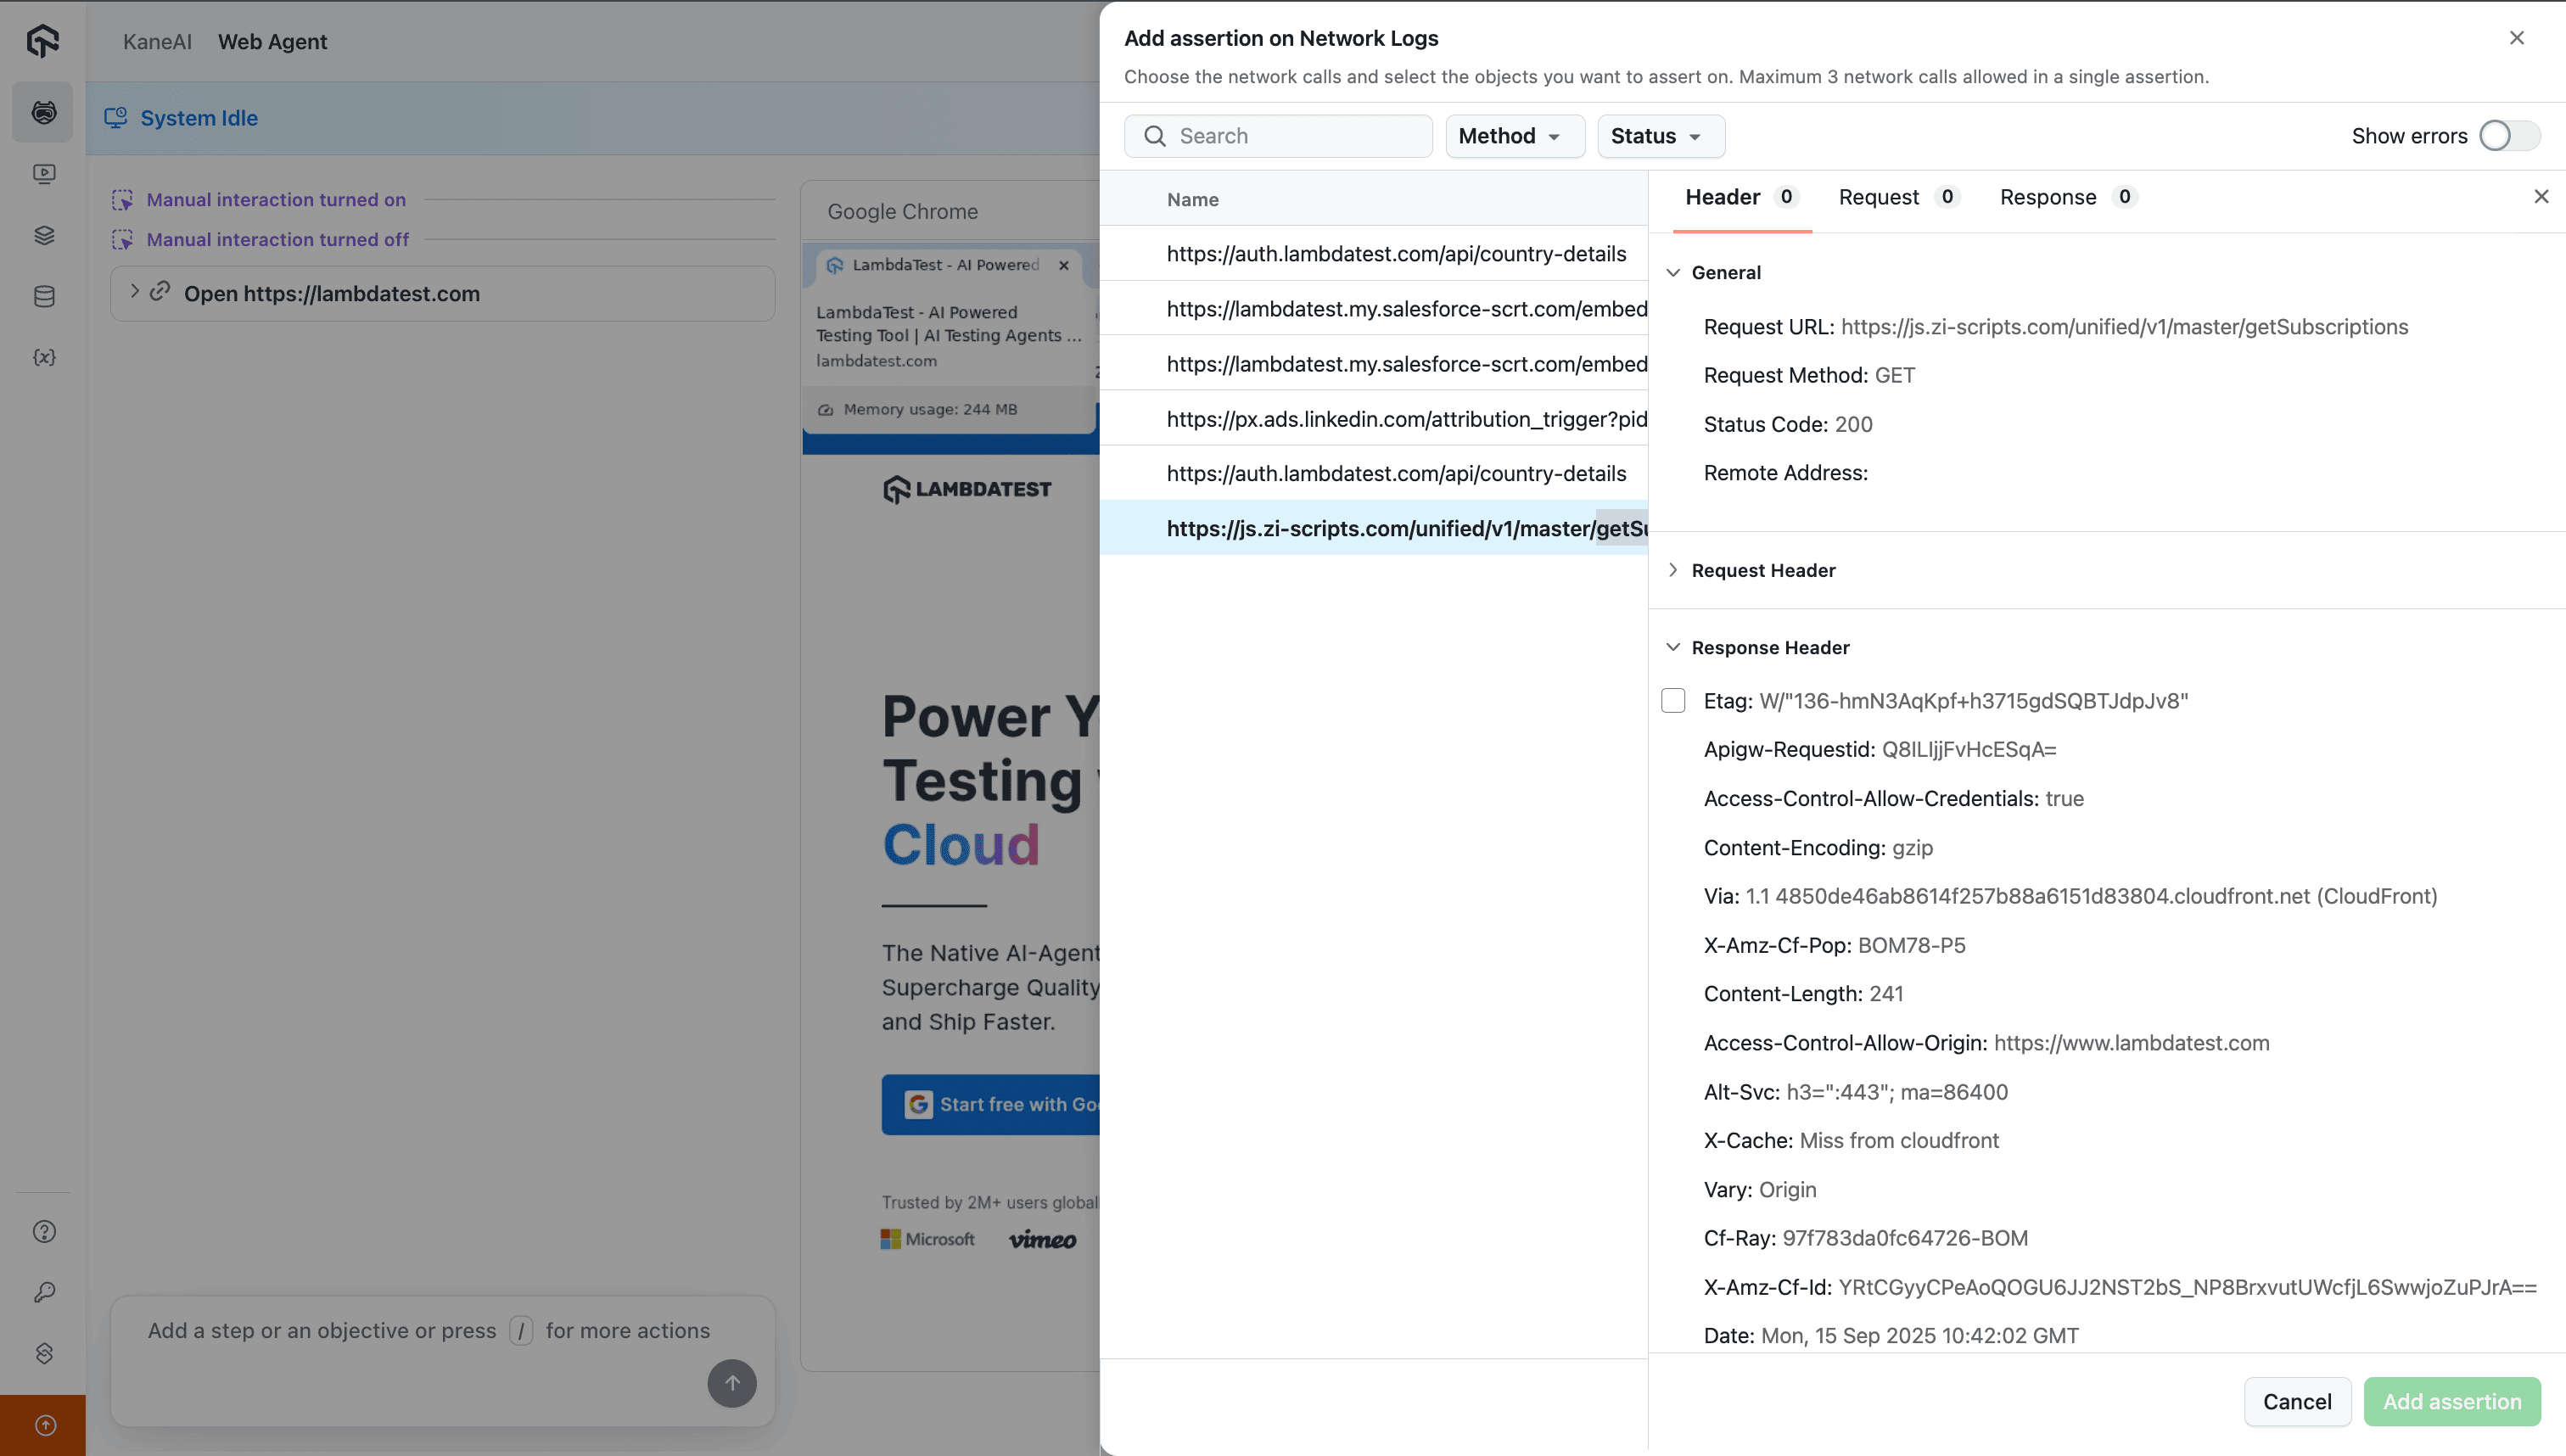 KaneAI Web Agent
System Idle
Manual interaction turned on
Manual interaction turned off
Open https://lambdatest.com
Google Chrome
LambdaTest - AI Powered
LambdaTest - AI Powered
Testing Tool | AI Testing Agents ...
lambdatest.com
Memory usage: 244 MB
LAMBDATEST
Power Y
Testing
Cloud
The Native AI-Agent
Supercharge Quality
and Ship Faster.
Start free with Goo
Trusted by 2M+ users global
Microsoft vimeo
Add a step or an objective or press / for more actions
Add assertion on Network Logs
Choose the network calls and select the objects you want to assert on. Maximum 3 network calls allowed in a single assertion.
Search
Method
Status
Show errors
Name
https://auth.lambdatest.com/api/country-details
https://lambdatest.my.salesforce-scrt.com/embed
https://lambdatest.my.salesforce-scrt.com/embed
https://px.ads.linkedin.com/attribution_trigger?pid
https://auth.lambdatest.com/api/country-details
https://js.zi-scripts.com/unified/v1/master/getSu
Header 0 Request 0 Response 0
General
Request URL: https://js.zi-scripts.com/unified/v1/master/getSubscriptions
Request Method: GET
Status Code: 200
Remote Address:
Request Header
Response Header
Etag: W/"136-hmN3AqKpf+h3715gdSQBTJdpJv8"
Apigw-Requestid: Q8ILIjjFvHcESqA=
Access-Control-Allow-Credentials: true
Content-Encoding: gzip
Via: 1.1 4850de46ab8614f257b88a6151d83804.cloudfront.net (CloudFront)
X-Amz-Cf-Pop: BOM78-P5
Content-Length: 241
Access-Control-Allow-Origin: https://www.lambdatest.com
Alt-Svc: h3=":443"; ma=86400
X-Cache: Miss from cloudfront
Vary: Origin
Cf-Ray: 97f783da0fc64726-BOM
X-Amz-Cf-Id: YRtCGyyCPeAoQOGU6JJ2NST2bS_NP8BrxvutUWcfjL6SwwjoZuPJrA==
Date: Mon, 15 Sep 2025 10:42:02 GMT
Cancel
Add assertion